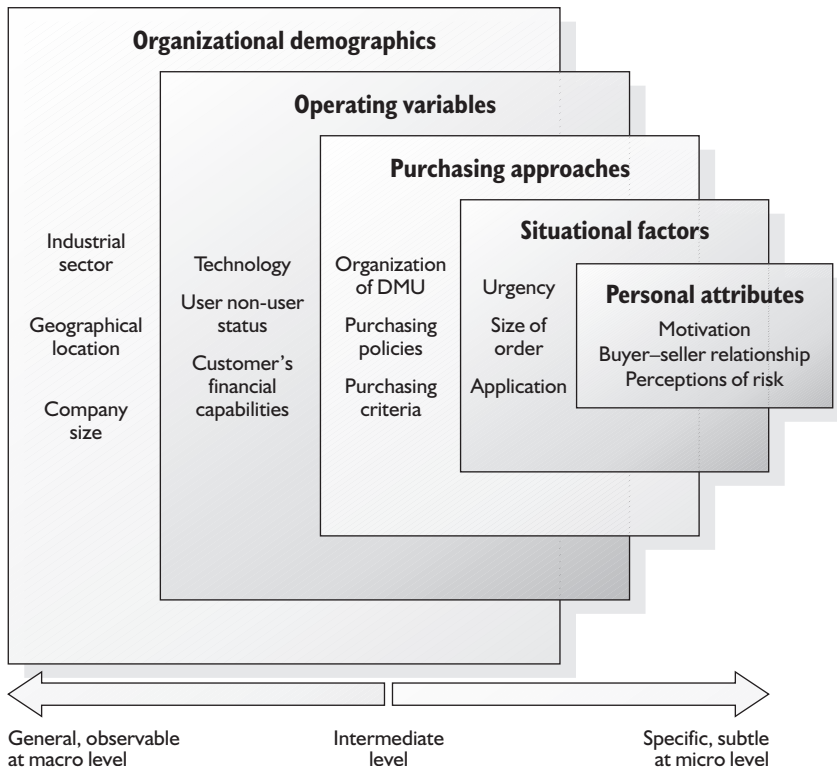 Organizational demographics
Operating variables
Purchasing approaches
Situational factors
Personal attributes
Industrial
sector
Geographical
location
Company
size
Technology
User non-user
status
Customer’s
financial
capabilities
Organization
of DMU
Purchasing
policies
Purchasing
criteria
Urgency
Size of
order
Application
Motivation
Buyer–seller relationship
Perceptions of risk
General, observable
at macro level
Intermediate
level
Specific, subtle
at micro level